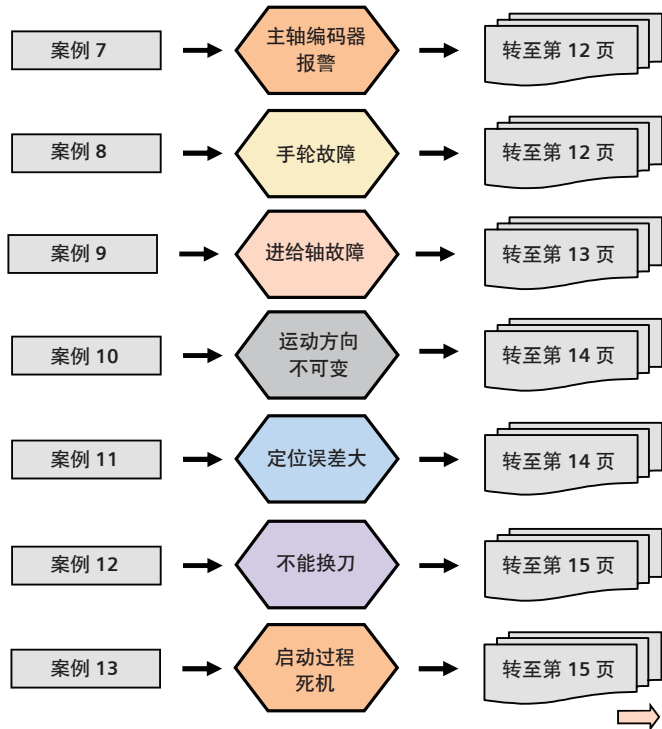 案例 7
主轴编码器
报警
转至第 12 页
案例 8
手轮故障
转至第 12 页
案例 9
进给轴故障
转至第 13 页
案例 10
运动方向
不可变
转至第 14 页
案例 11
定位误差大
转至第 14 页
案例 12
不能换刀
转至第 15 页
案例 13
启动过程
死机
转至第 15 页